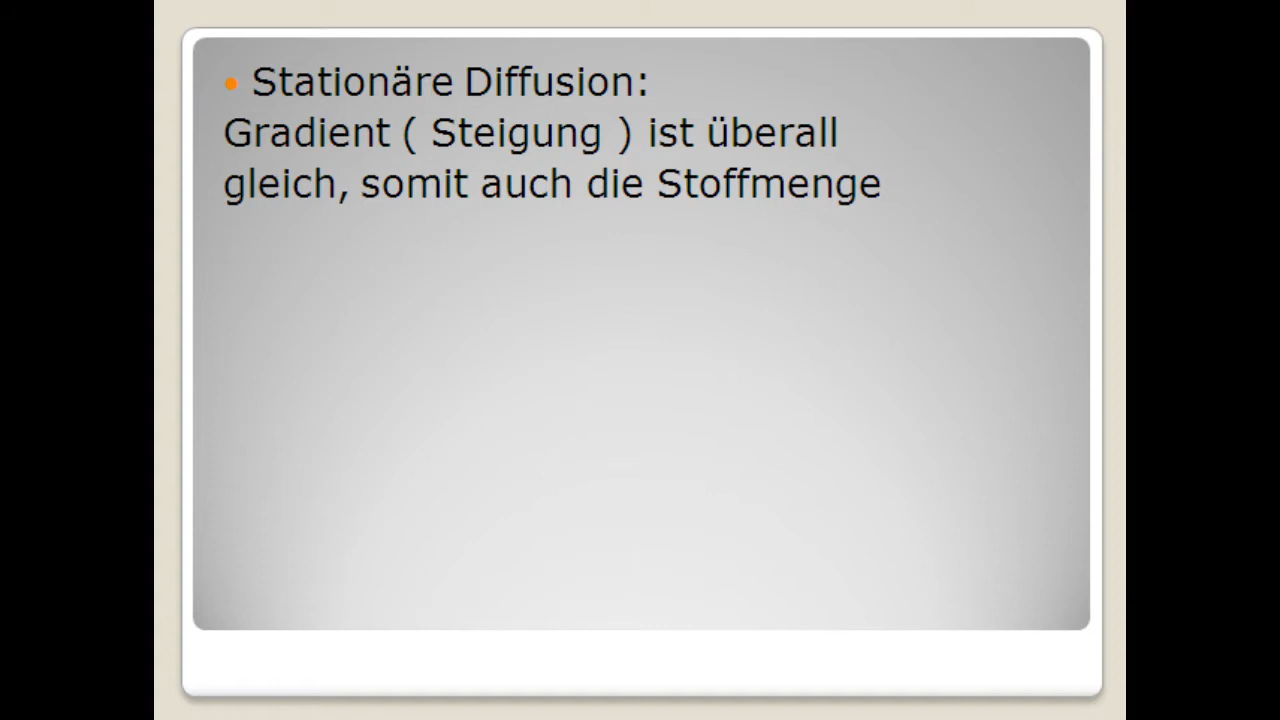 • Stationäre Diffusion:
Gradient ( Steigung ) ist überall
gleich, somit auch die Stoffmenge